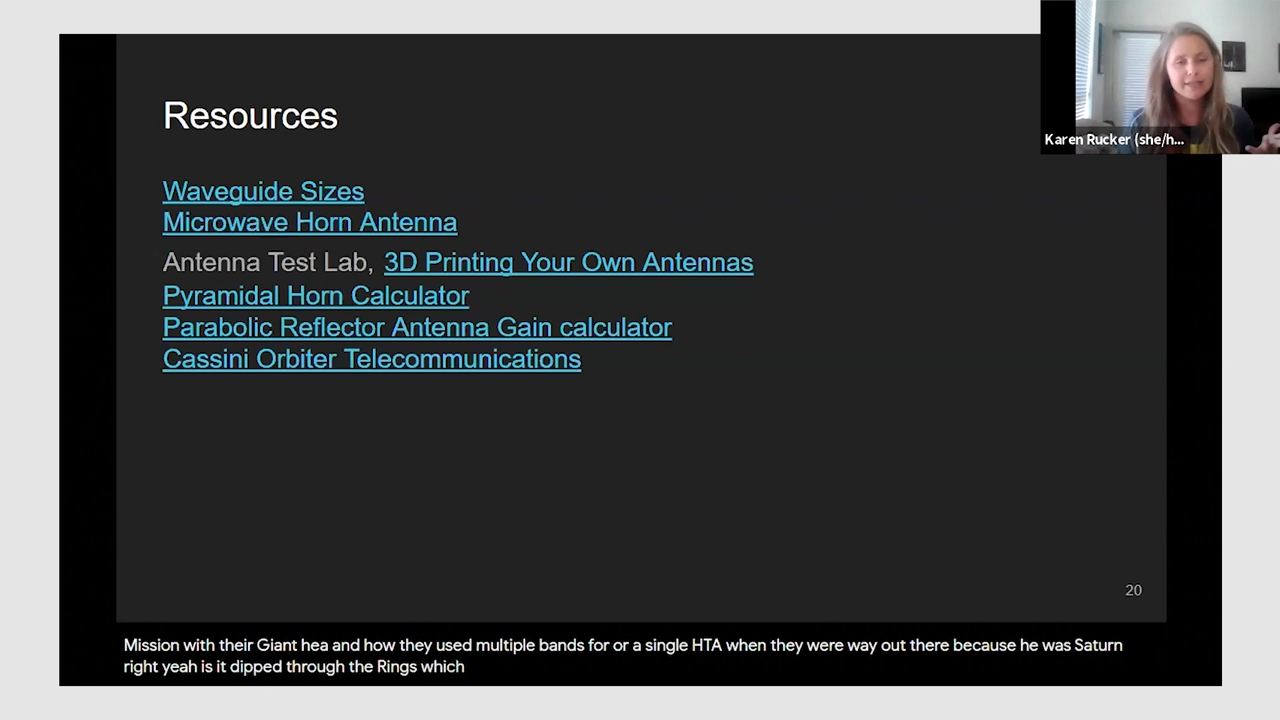 Resources
Karen Rucker (she/h...
Waveguide Sizes
Microwave Horn Antenna
Antenna Test Lab, 3D Printing Your Own Antennas
Pyramidal Horn Calculator
Parabolic Reflector Antenna Gain calculator
Cassini Orbiter Telecommunications
20
Mission with their Giant hea and how they used multiple bands for or a single HTA when they were way out there because he was Saturn
right yeah is it dipped through the Rings which